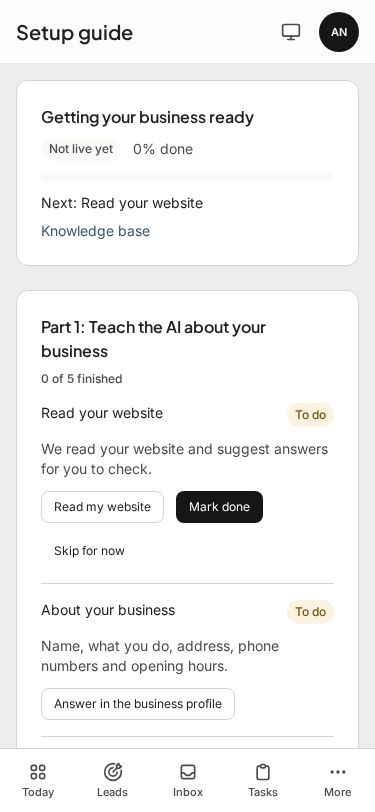 Setup guide
AN
Getting your business ready
Not live yet
0% done
Next: Read your website
Knowledge base
Part 1: Teach the AI about your
business
0 of 5 finished
Read your website
To do
We read your website and suggest answers
for you to check.
Read my website
Mark done
Skip for now
About your business
To do
Name, what you do, address, phone
numbers and opening hours.
Answer in the business profile
Today
Leads
Inbox
Tasks
More